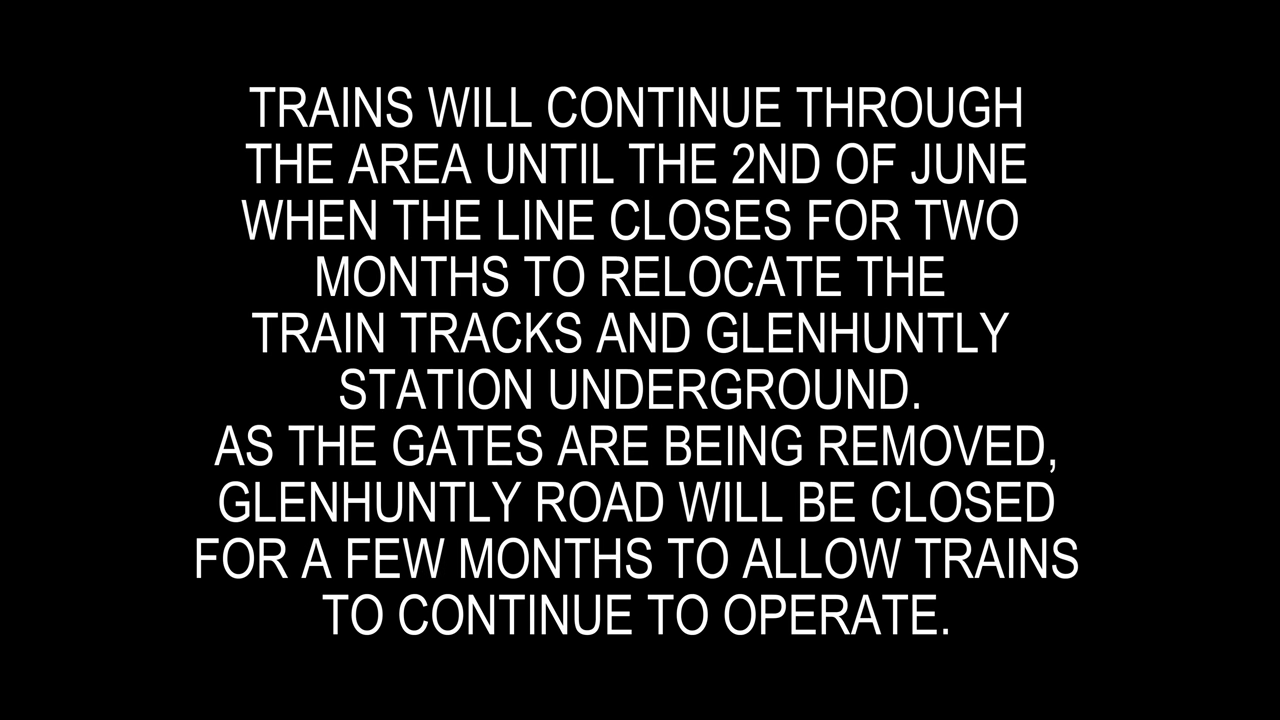 TRAINS WILL CONTINUE THROUGH
THE AREA UNTIL THE 2ND OF JUNE
WHEN THE LINE CLOSES FOR TWO
MONTHS TO RELOCATE THE
TRAIN TRACKS AND GLENHUNTLY
STATION UNDERGROUND.
AS THE GATES ARE BEING REMOVED,
GLENHUNTLY ROAD WILL BE CLOSED
FOR A FEW MONTHS TO ALLOW TRAINS
TO CONTINUE TO OPERATE.